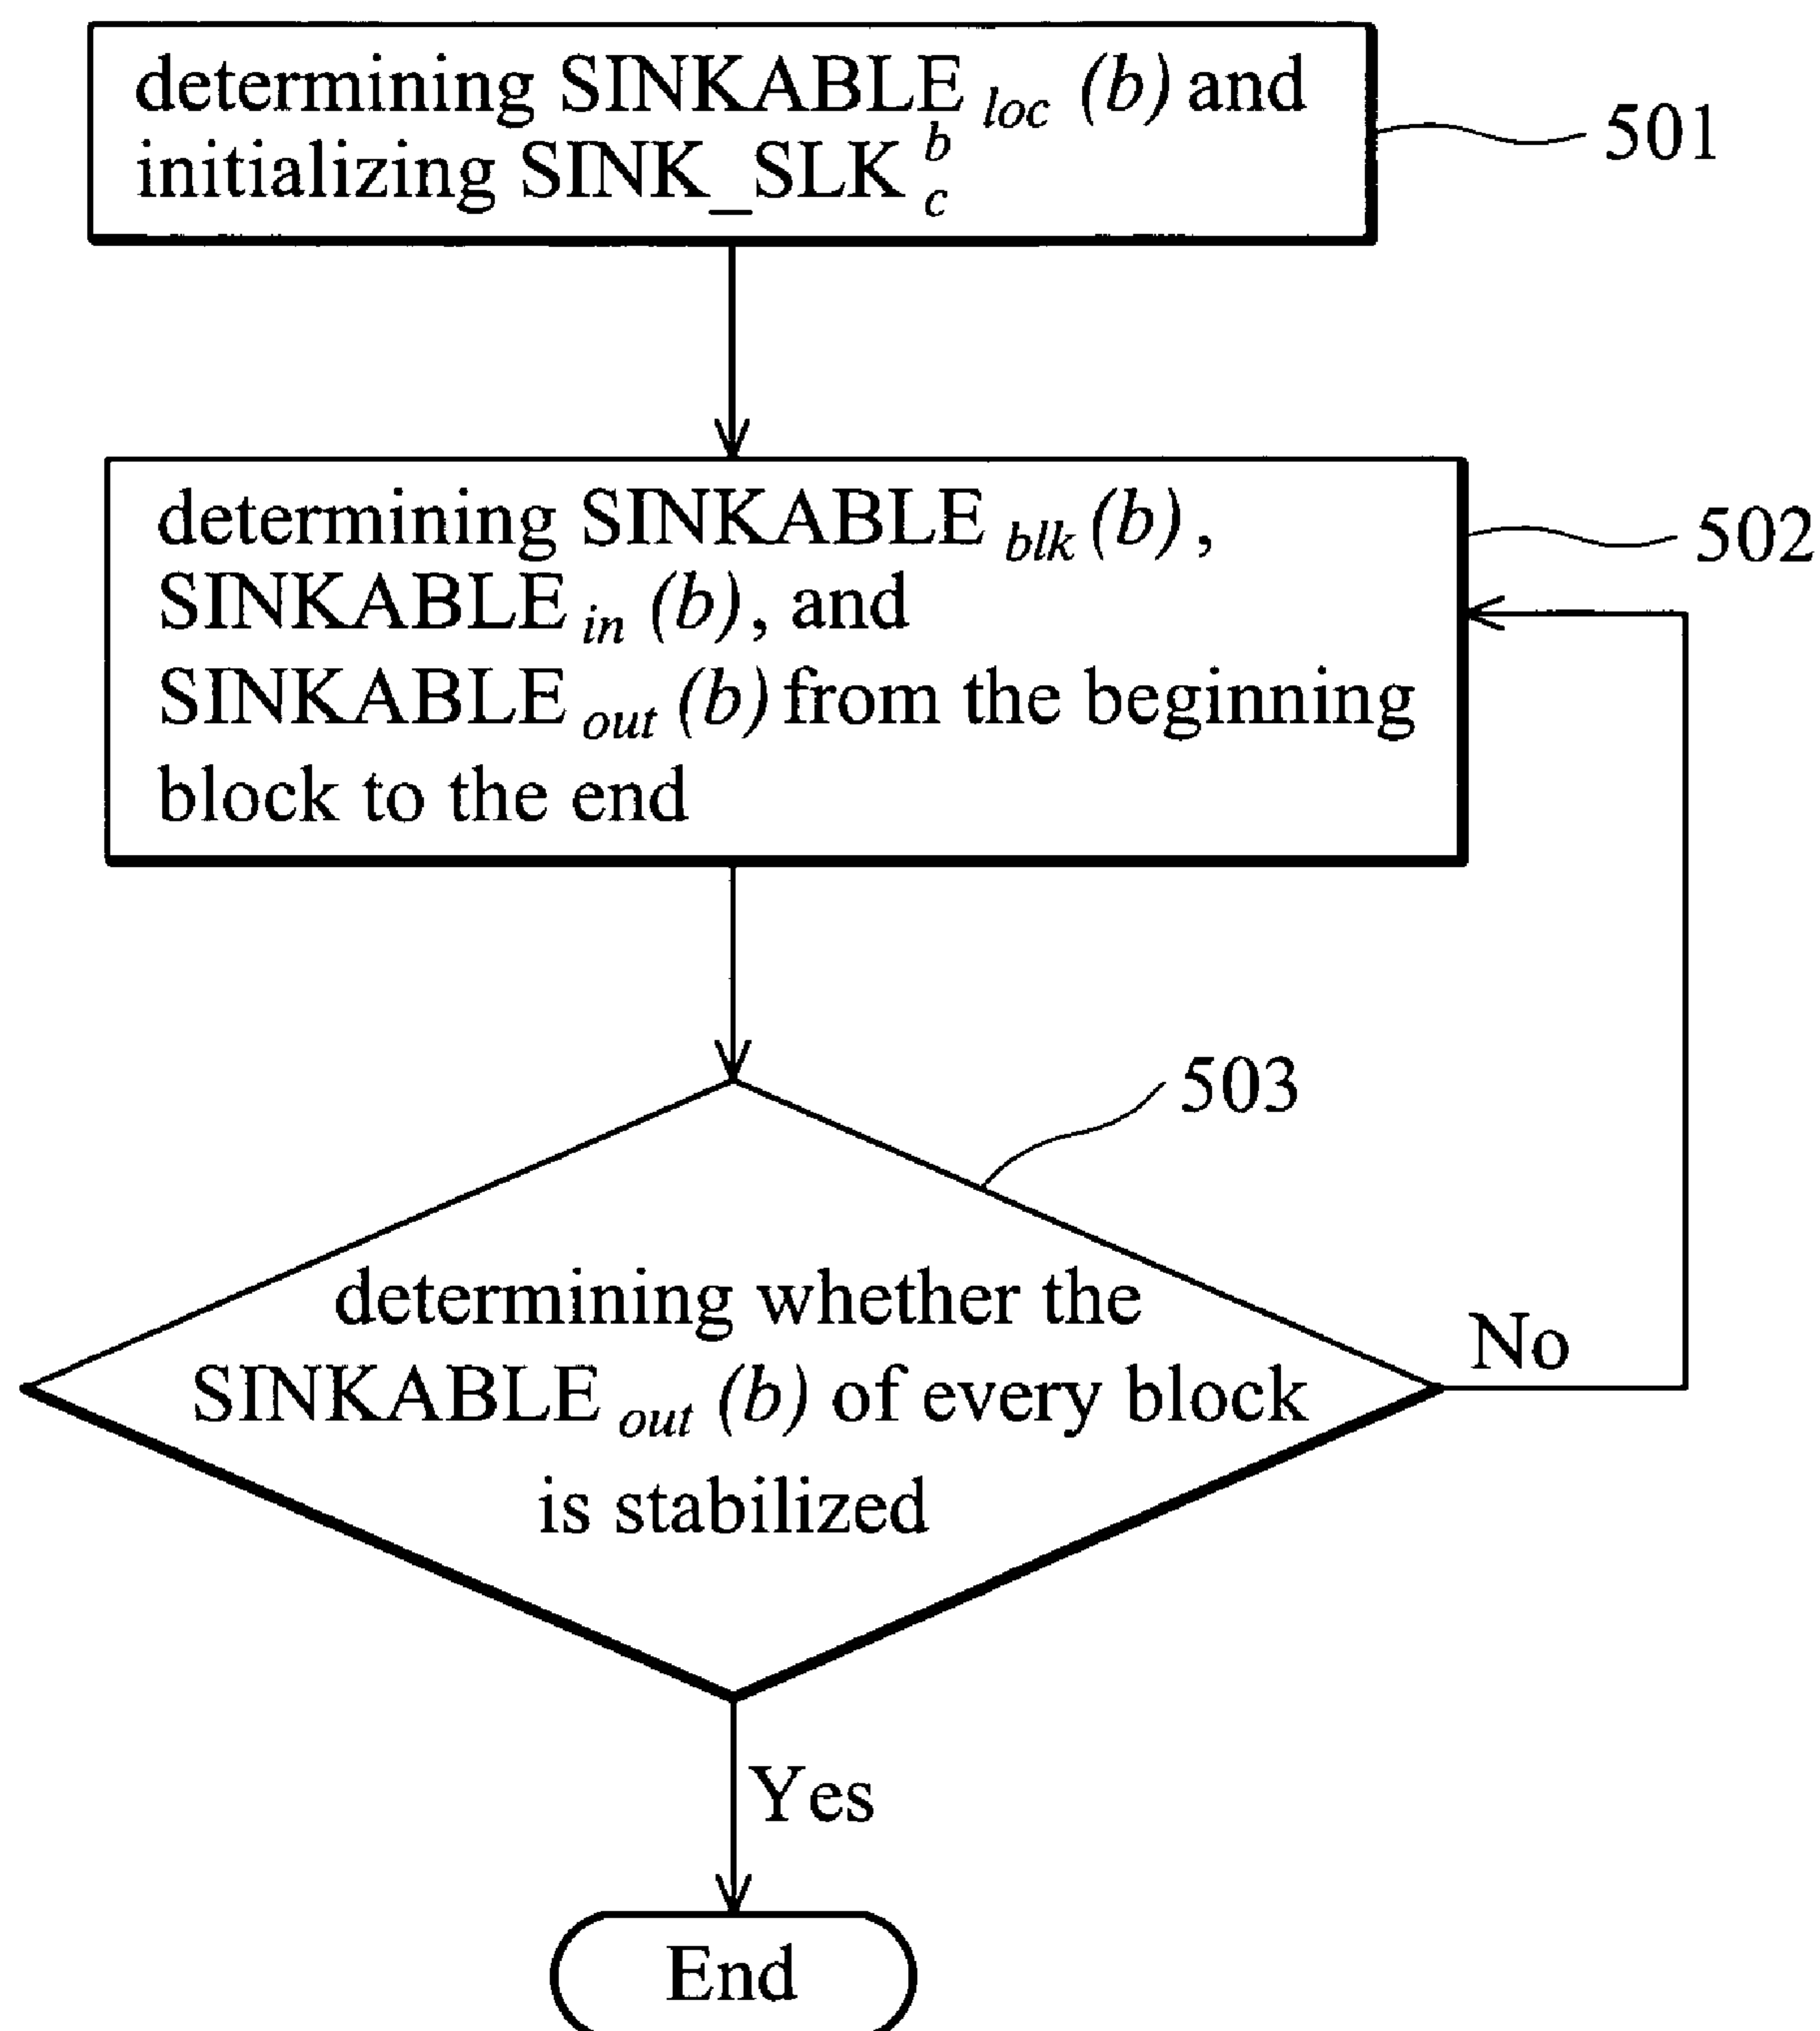 determining SINKABLE loc (b) and
initializing SINK_SLK b c
501
determining SINKABLE blk (b),
SINKABLE in (b), and
SINKABLE out (b) from the beginning
block to the end
502
503
determining whether the
SINKABLE out (b) of every block
is stabilized
No
Yes
End